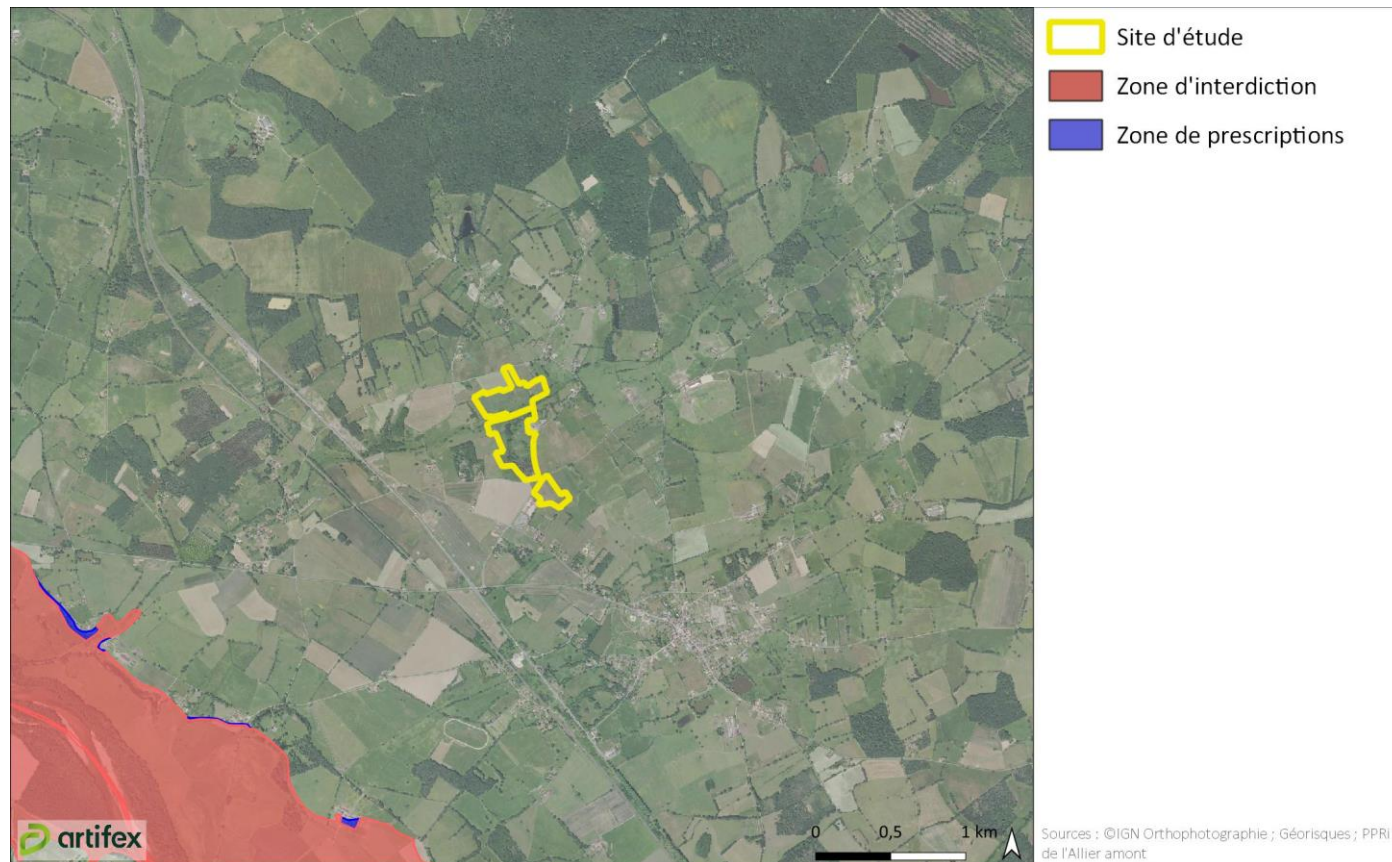 Site d'étude
Zone d'interdiction
Zone de prescriptions
artifex
0 0,5 1 km
Sources : ©IGN Orthophotographie ; Géorisques ; PPRi
de l'Allier amont